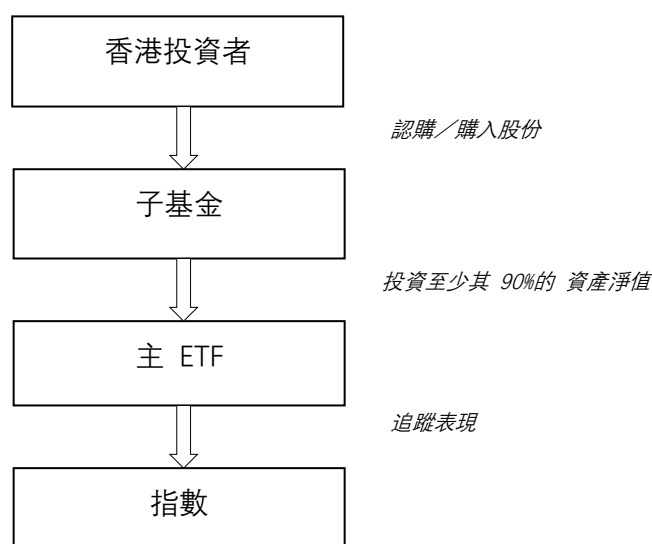 香港投資者
認購／購入股份
子基金
投資至少其 90%的 資產淨值
主 ETF
追蹤表現
指數